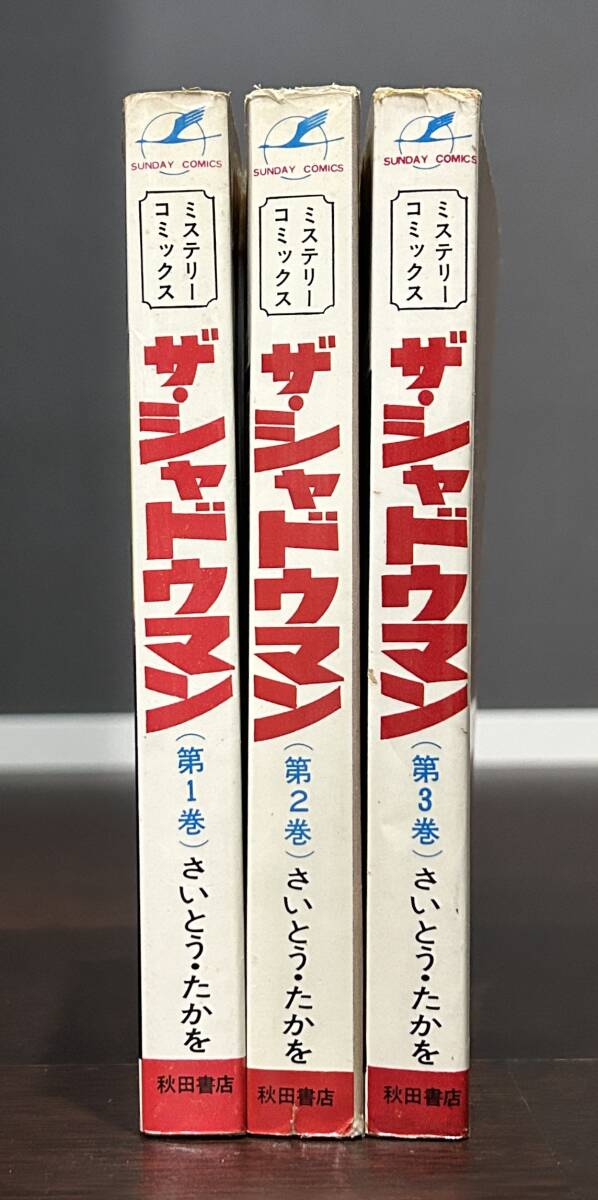 SUNDAY COMICS
ミステリー
コミックス
ザ・シャドウマン
(第1巻)
さいとう・たかを
秋田書店
SUNDAY COMICS
ミステリー
コミックス
ザ・シャドウマン
(第2巻)
さいとう・たかを
秋田書店
SUNDAY COMICS
ミステリー
コミックス
ザ・シャドウマン
(第3巻)
さいとう・たかを
秋田書店